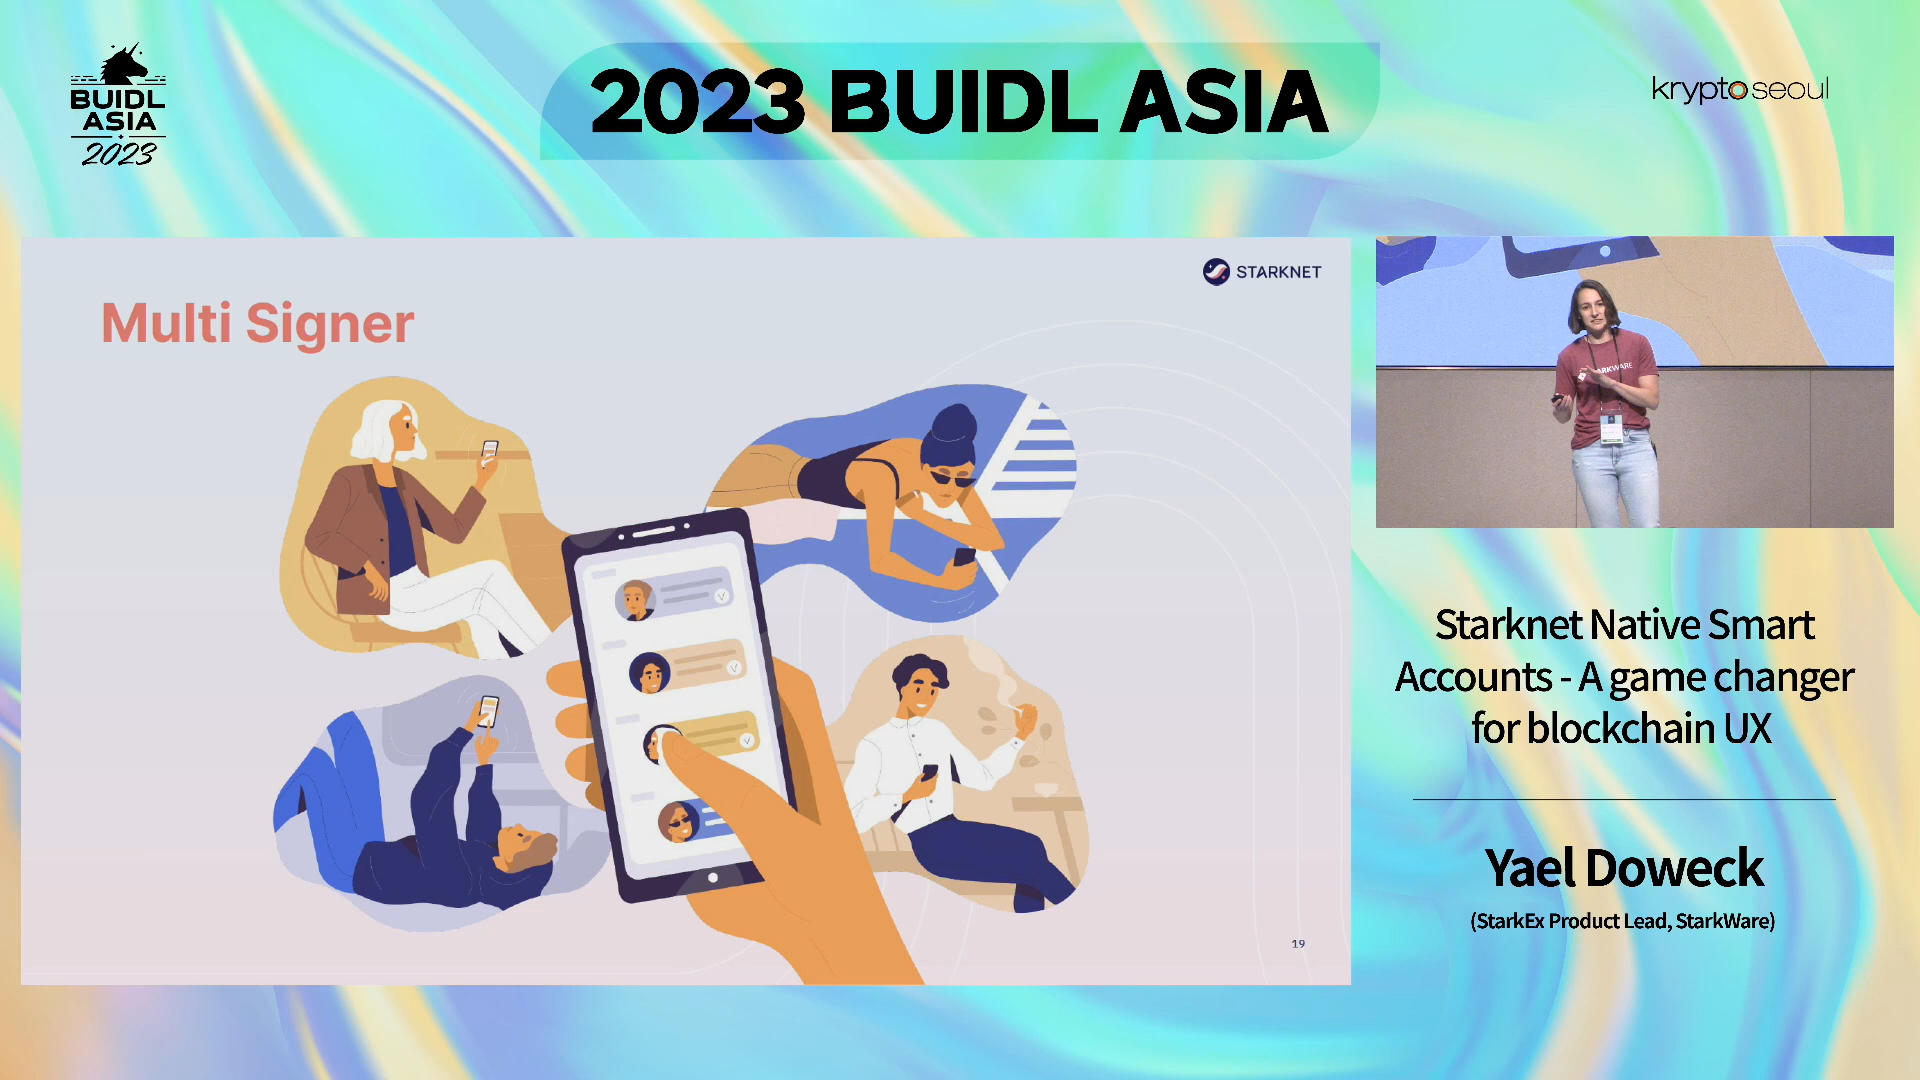 BUIDL
ASIA
2023
2023 BUIDL ASIA
kryptoseoul
STARKNET
Multi Signer
19
Starknet Native Smart
Accounts - A game changer
for blockchain UX
Yael Doweck
(StarkEx Product Lead, StarkWare)